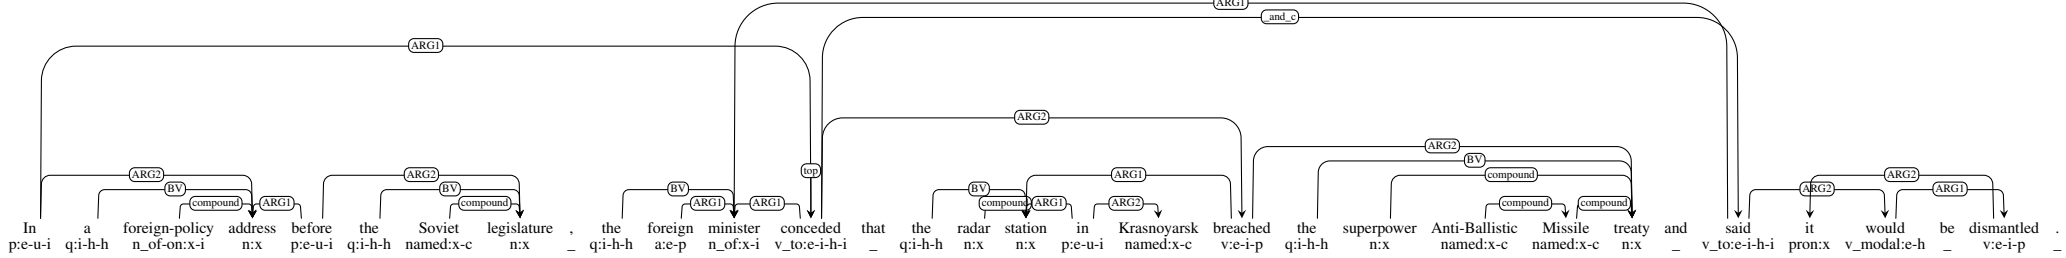 ARG1
_and_c
ARG1
ARG2
ARG2
BV
top
compound
ARG1
ARG2 ARG2 ARG2
BV BV BV BV ARG2 ARG1
compound ARG1 compound ARG1 ARG1 compound ARG1 ARG2 compound compound
In a foreign-policy address before the Soviet legislature , the foreign minister conceded that the radar station in Krasnoyarsk breached the superpower Anti-Ballistic Missile treaty and said it would be dismantled .
p:e-u-i q:i-h-h n_of-on:x-i n:x p:e-u-i q:i-h-h named:x-c n:x _ q:i-h-h a:e-p n_of:x-i v_to:e-i-h-i _ q:i-h-h n:x n:x p:e-u-i named:x-c v:e-i-p q:i-h-h n:x named:x-c named:x-c n:x _ v_to:e-i-h-i pron:x v_modal:e-h _ v:e-i-p _